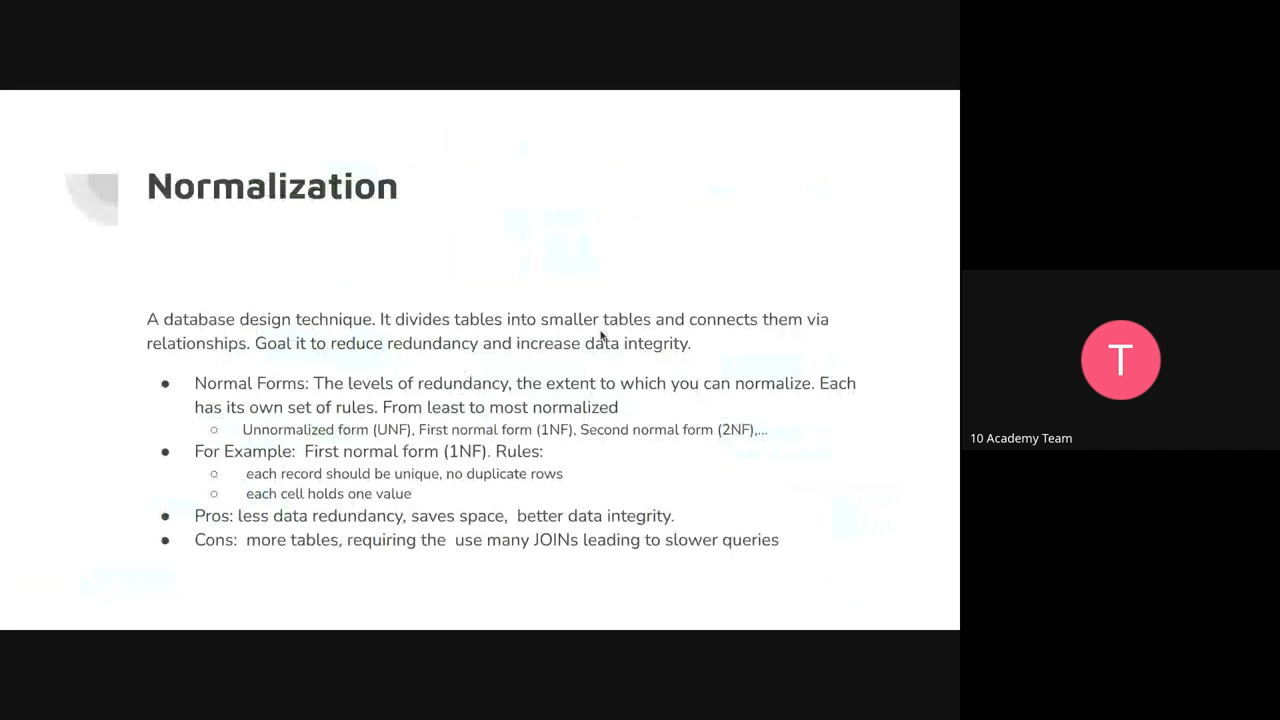 Normalization
A database design technique. It divides tables into smaller tables and connects them via
relationships. Goal it to reduce redundancy and increase data integrity.
● Normal Forms: The levels of redundancy, the extent to which you can normalize. Each
has its own set of rules. From least to most normalized
○ Unnormalized form (UNF), First normal form (1NF), Second normal form (2NF),...
● For Example: First normal form (1NF). Rules:
○ each record should be unique, no duplicate rows
○ each cell holds one value
● Pros: less data redundancy, saves space, better data integrity.
● Cons: more tables, requiring the use many JOINs leading to slower queries
T
10 Academy Team